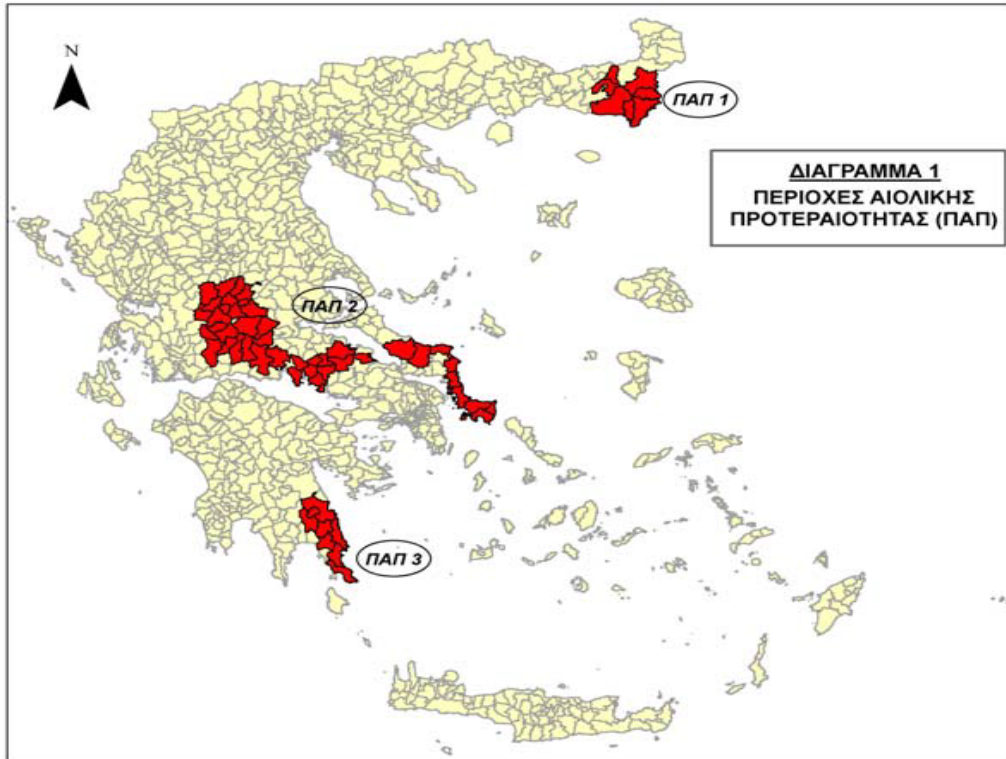 N
ΠΑΠ 1
ΔΙΑΓΡΑΜΜΑ 1
ΠΕΡΙΟΧΕΣ ΑΙΟΛΙΚΗΣ
ΠΡΟΤΕΡΑΙΟΤΗΤΑΣ (ΠΑΠ)
ΠΑΠ 2
ΠΑΠ 3